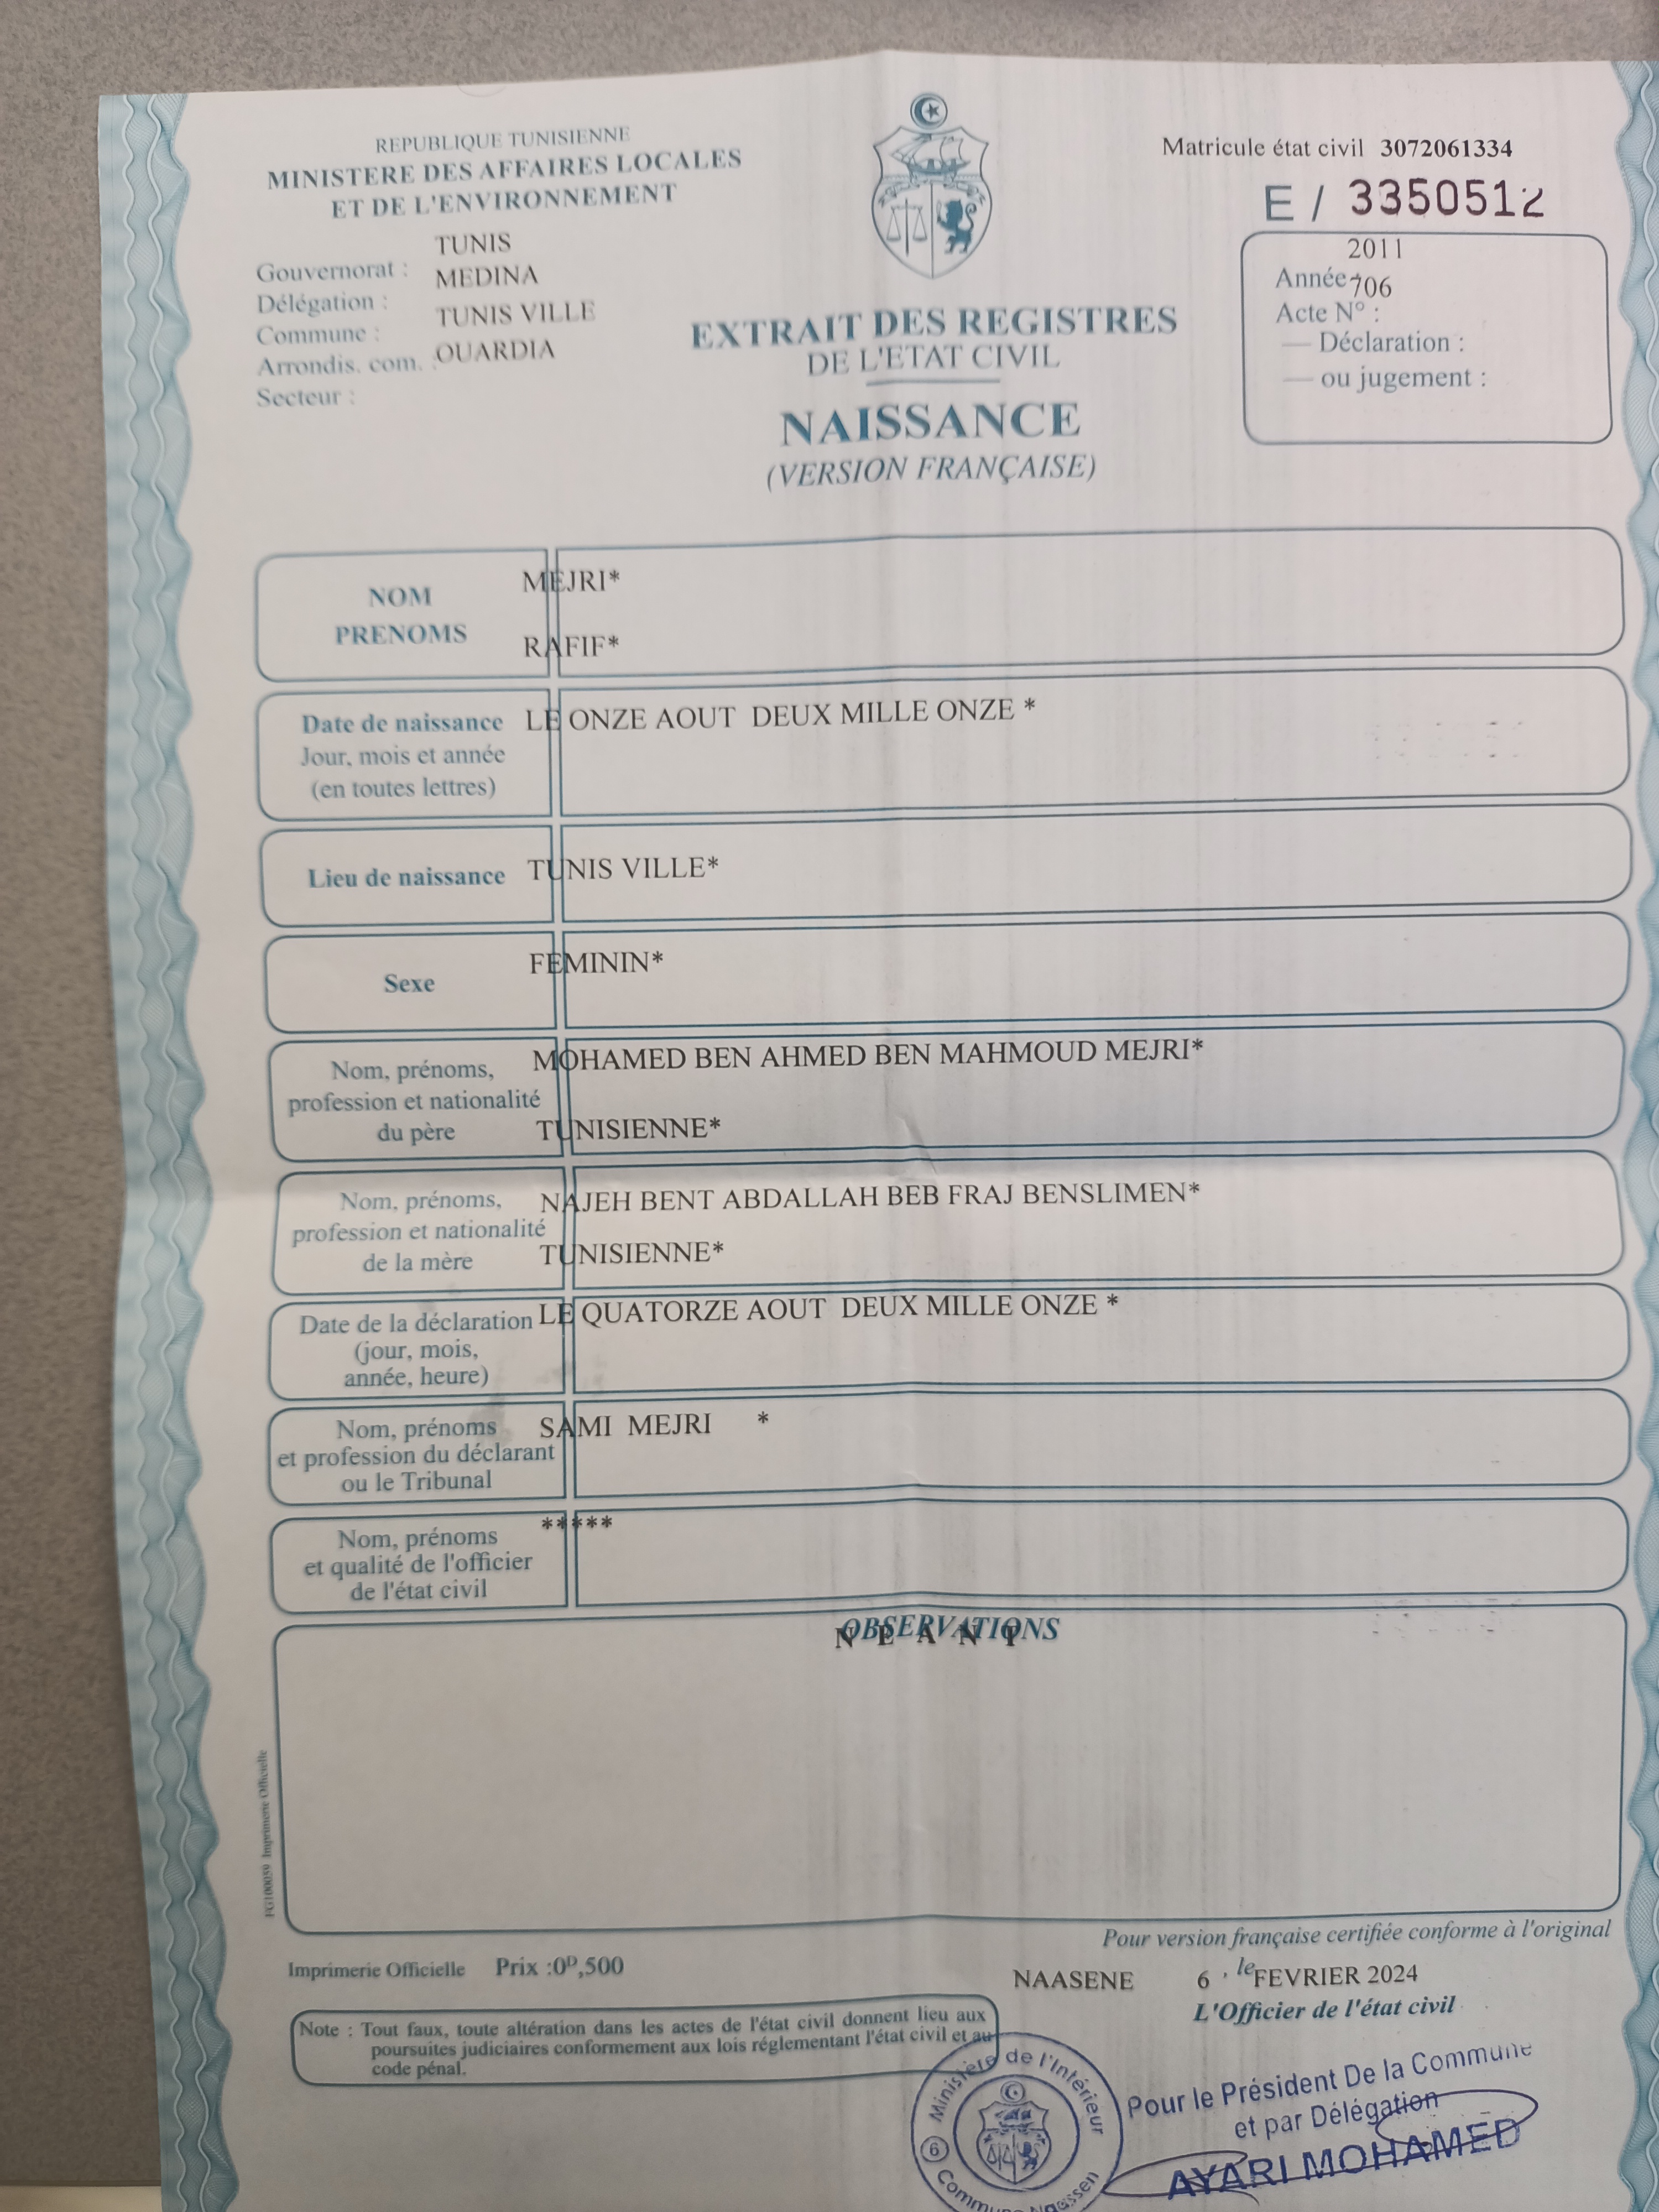 REPUBLIQUE TUNISIENNE
MINISTERE DES AFFAIRES LOCALES
ET DE L'ENVIRONNEMENT
TUNIS
Gouvernorat :
MEDINA
Délégation :
TUNIS VILLE
Commune :
OUARDIA
Arrondis. com. :
Secteur :
EXTRAIT DES REGISTRES
DE L'ETAT CIVIL
NAISSANCE
(VERSION FRANÇAISE)
Matricule état civil 3072061334
E / 3350512
2011
Année :
706
Acte N° :
— Déclaration :
— ou jugement :
NOM
PRENOMS
MEJRI*
RAFIF*
Date de naissance
Jour, mois et année
(en toutes lettres)
LE ONZE AOUT DEUX MILLE ONZE *
Lieu de naissance
TUNIS VILLE*
Sexe
FEMININ*
Nom, prénoms,
profession et nationalité
du père
MOHAMED BEN AHMED BEN MAHMOUD MEJRI*
TUNISIENNE*
Nom, prénoms,
profession et nationalité
de la mère
NAJEH BENT ABDALLAH BEB FRAJ BENSLIMEN*
TUNISIENNE*
Date de la déclaration
(jour, mois,
année, heure)
LE QUATORZE AOUT DEUX MILLE ONZE *
Nom, prénoms
et profession du déclarant
ou le Tribunal
SAMI MEJRI *
Nom, prénoms
et qualité de l'officier
de l'état civil
*****
OBSERVATIONS
N E A N T
FG100059 Imprimerie Officielle
Pour version française certifiée conforme à l'original
Imprimerie Officielle Prix :0ᴰ,500
NAASENE 6 , le FEVRIER 2024
L'Officier de l'état civil
Note : Tout faux, toute altération dans les actes de l'état civil donnent lieu aux
poursuites judiciaires conformement aux lois réglementant l'état civil et au
code pénal.
Ministère de l'Intérieur
6
Commune Naassen
Pour le Président De la Commune
et par Délégation
AYARI MOHAMED